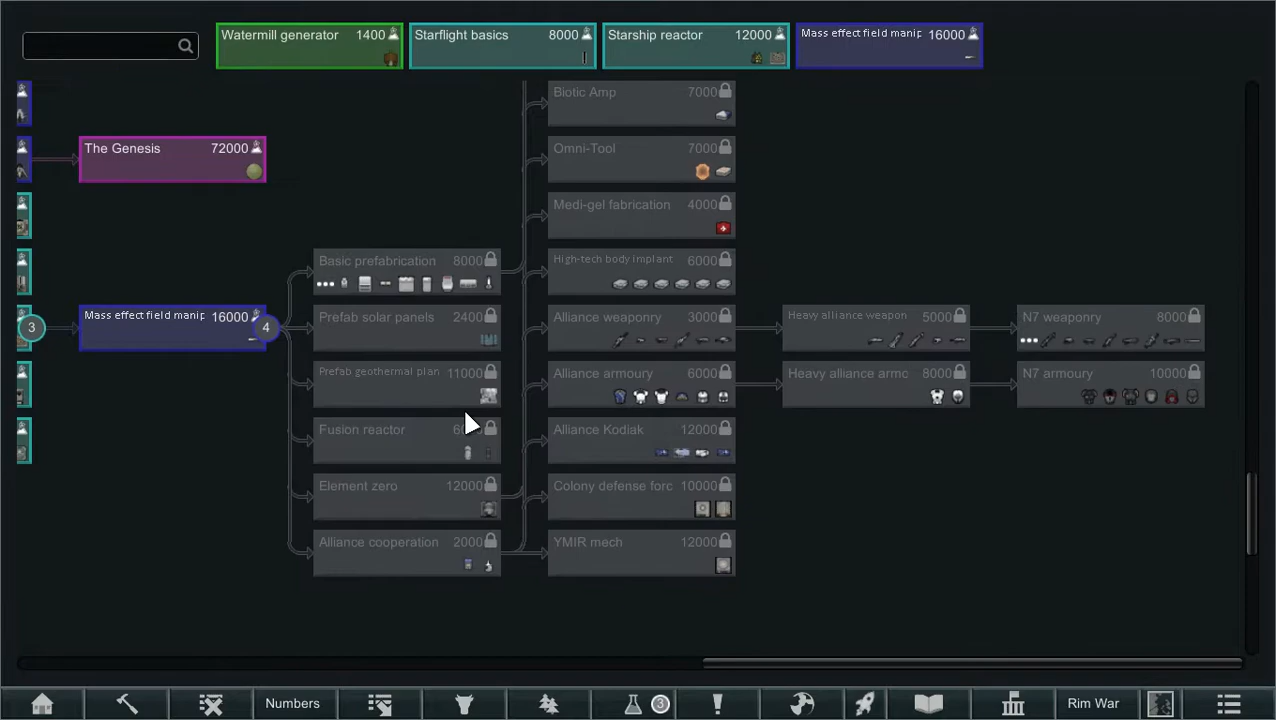 Watermill generator 1400
Starflight basics 8000
Starship reactor 12000
Mass effect field manip 16000
Biotic Amp 7000
The Genesis 72000
Omni-Tool 7000
Medi-gel fabrication 4000
Basic prefabrication 8000
High-tech body implant 6000
3
Mass effect field manip 16000
4
Prefab solar panels 2400
Alliance weaponry 3000
Heavy alliance weapon 5000
N7 weaponry 8000
Prefab geothermal plan 11000
Alliance armoury 6000
Heavy alliance armc 8000
N7 armoury 10000
Fusion reactor
Alliance Kodiak 12000
Element zero 12000
Colony defense forc 10000
Alliance cooperation 2000
YMIR mech 12000
Numbers
3
Rim War